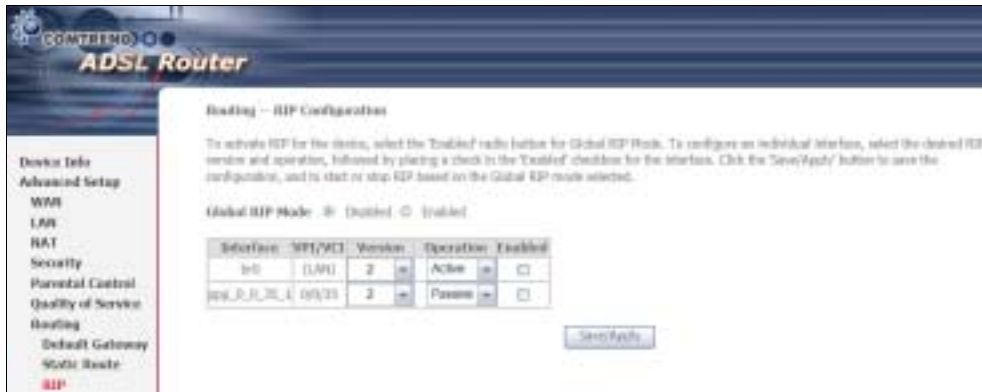 COMTREND
ADSL Router
Routing -- RIP Configuration
To activate RIP for the device, select the 'Enabled' radio button for Global RIP Mode. To configure an individual interface, select the desired RIP
version and operation, followed by placing a check in the 'Enabled' checkbox for the interface. Click the 'Save/Apply' button to save the
configuration, and to start or stop RIP based on the Global RIP mode selected.
Global RIP Mode Disabled Enabled
Interface VPI/VCI Version Operation Enabled
br0 (LAN) 2 Active
0/0/35 2 Passive
Save/Apply
Device Info
Advanced Setup
WAN
LAN
NAT
Security
Parental Control
Quality of Service
Routing
Default Gateway
Static Route
RIP